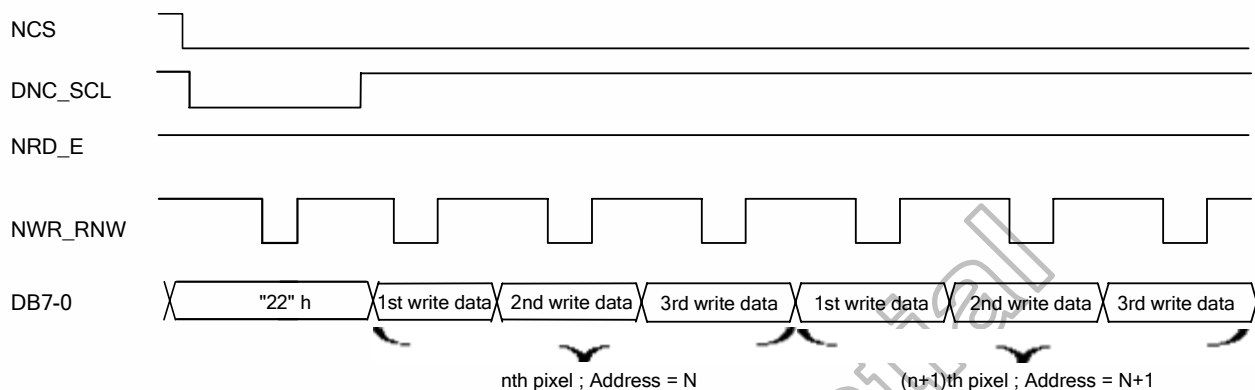 NCS
DNC_SCL
NRD_E
NWR_RNW
DB7-0 "22" h 1st write data 2nd write data 3rd write data 1st write data 2nd write data 3rd write data
nth pixel ; Address = N (n+1)th pixel ; Address = N+1